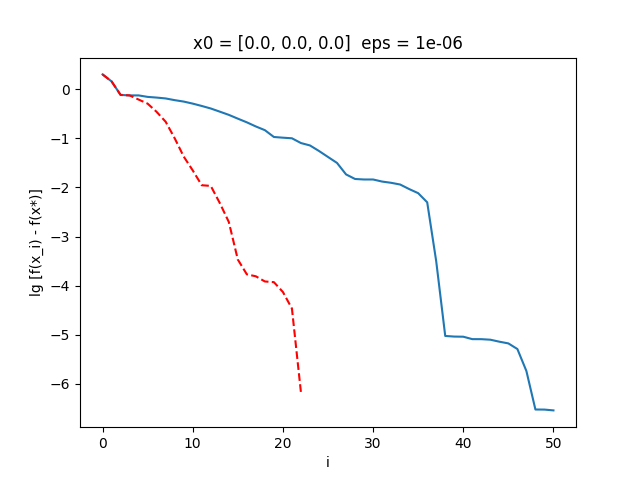 x0 = [0.0, 0.0, 0.0]  eps = 1e-06
lg [f(x_i) - f(x*)]
0
−1
−2
−3
−4
−5
−6
0 10 20 30 40 50
i